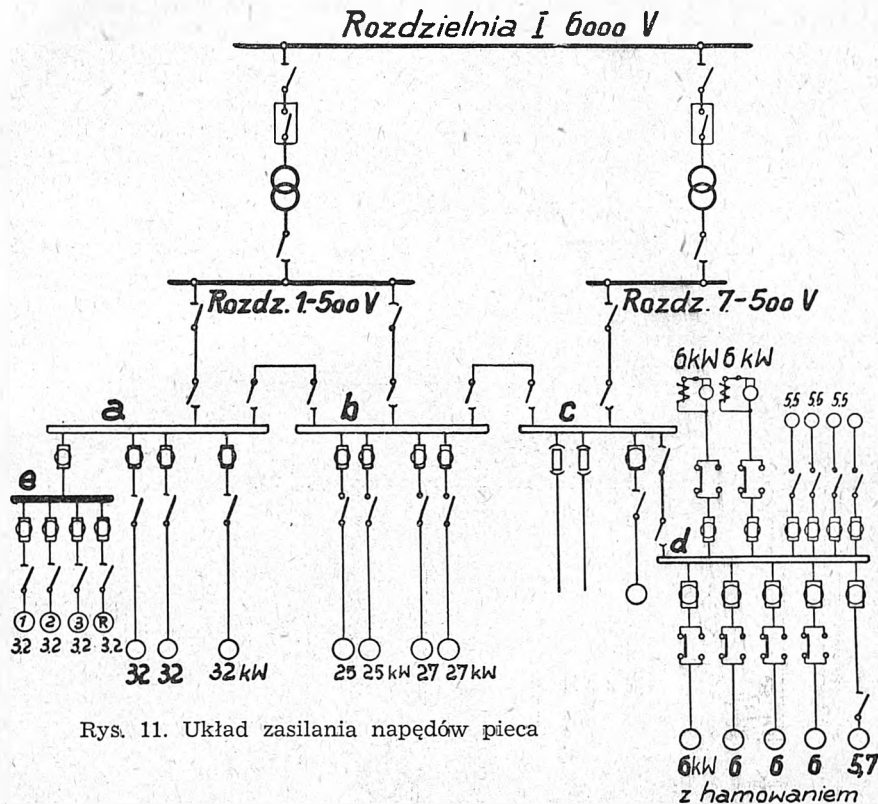 Rozdzielnia I 6000 V
Rozdz. 1.-500 V
Rozdz. 7.-500 V
6kW 6 kW
5,5 5,6 5,5
a
b
c
e
d
1 2 3 R
3,2 3,2 3,2 3,2
32 32 32 kW
25 25 kW 27 27 kW
6kW 6 6 6 5,7
z hamowaniem
Rys. 11. Układ zasilania napędów pieca